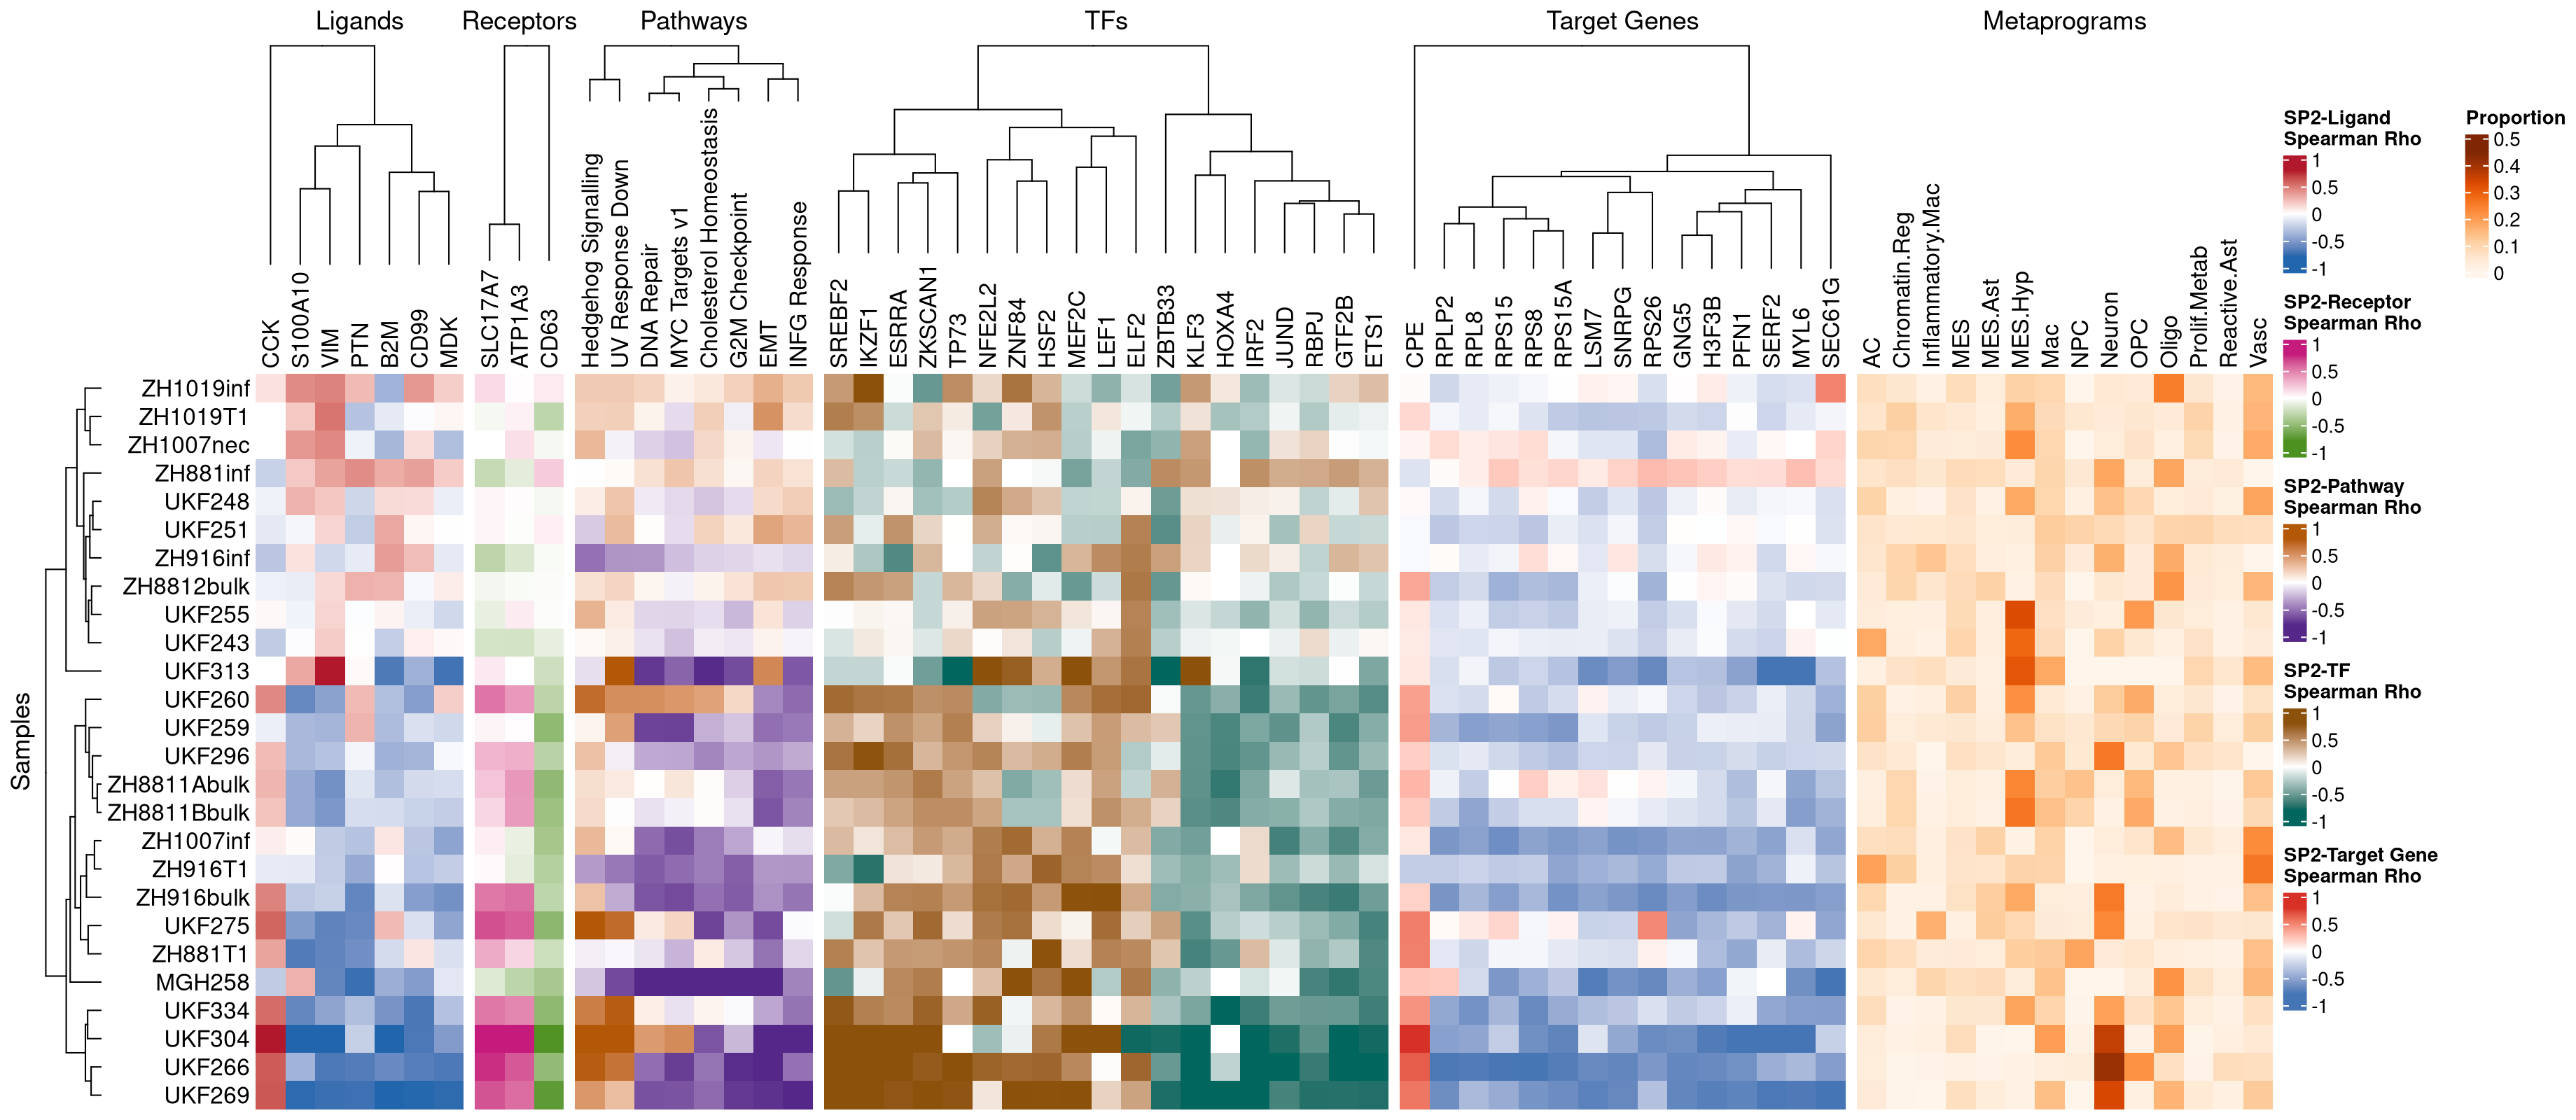 Ligands
Receptors
Pathways
TFs
Target Genes
Metaprograms
CCK
S100A10
VIM
PTN
B2M
CD99
MDK
SLC17A7
ATP1A3
CD63
Hedgehog Signalling
UV Response Down
DNA Repair
MYC Targets v1
Cholesterol Homeostasis
G2M Checkpoint
EMT
INFG Response
SREBF2
IKZF1
ESRRA
ZKSCAN1
TP73
NFE2L2
ZNF84
HSF2
MEF2C
LEF1
ELF2
ZBTB33
KLF3
HOXA4
IRF2
JUND
RBPJ
GTF2B
ETS1
CPE
RPLP2
RPL8
RPS15
RPS8
RPS15A
LSM7
SNRPG
RPS26
GNG5
H3F3B
PFN1
SERF2
MYL6
SEC61G
AC
Chromatin.Reg
Inflammatory.Mac
MES
MES.Ast
MES.Hyp
Mac
NPC
Neuron
OPC
Oligo
Prolif.Metab
Reactive.Ast
Vasc
Samples
ZH1019inf
ZH1019T1
ZH1007nec
ZH881inf
UKF248
UKF251
ZH916inf
ZH8812bulk
UKF255
UKF243
UKF313
UKF260
UKF259
UKF296
ZH8811Abulk
ZH8811Bbulk
ZH1007inf
ZH916T1
ZH916bulk
UKF275
ZH881T1
MGH258
UKF334
UKF304
UKF266
UKF269
SP2-Ligand
Spearman Rho
1
0.5
0
-0.5
-1
SP2-Receptor
Spearman Rho
1
0.5
0
-0.5
-1
SP2-Pathway
Spearman Rho
1
0.5
0
-0.5
-1
SP2-TF
Spearman Rho
1
0.5
0
-0.5
-1
SP2-Target Gene
Spearman Rho
1
0.5
0
-0.5
-1
Proportion
0.5
0.4
0.3
0.2
0.1
0